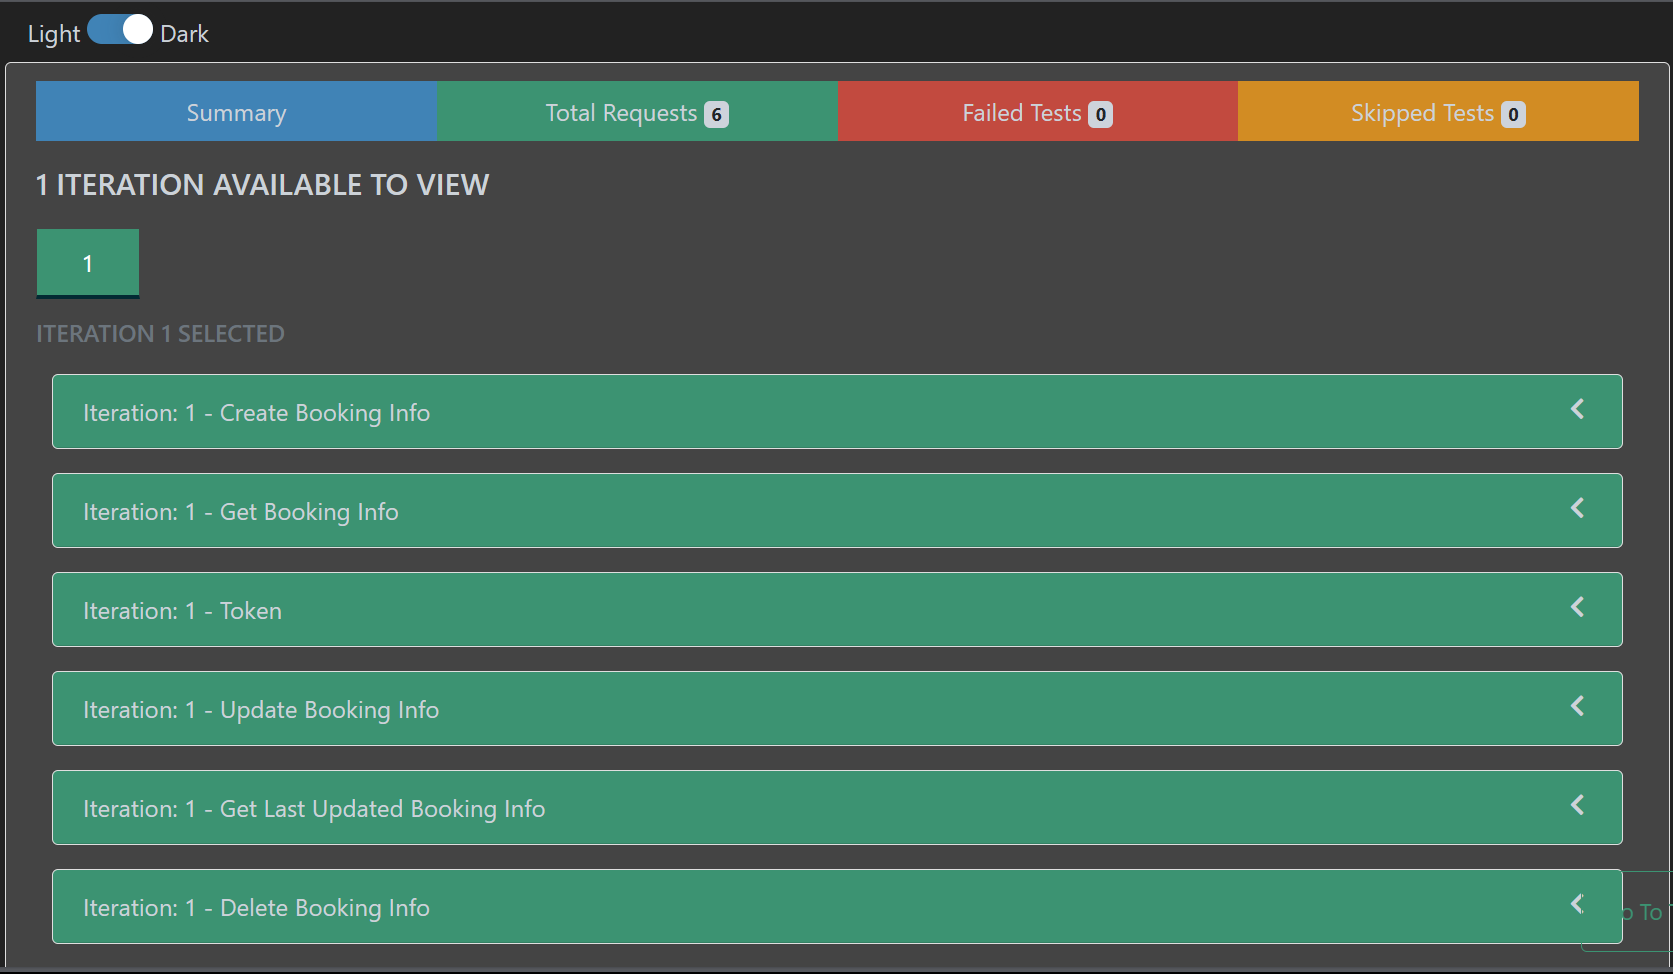 Light Dark
Summary Total Requests 6 Failed Tests 0 Skipped Tests 0
1 ITERATION AVAILABLE TO VIEW
1
ITERATION 1 SELECTED
Iteration: 1 - Create Booking Info
Iteration: 1 - Get Booking Info
Iteration: 1 - Token
Iteration: 1 - Update Booking Info
Iteration: 1 - Get Last Updated Booking Info
Iteration: 1 - Delete Booking Info
To